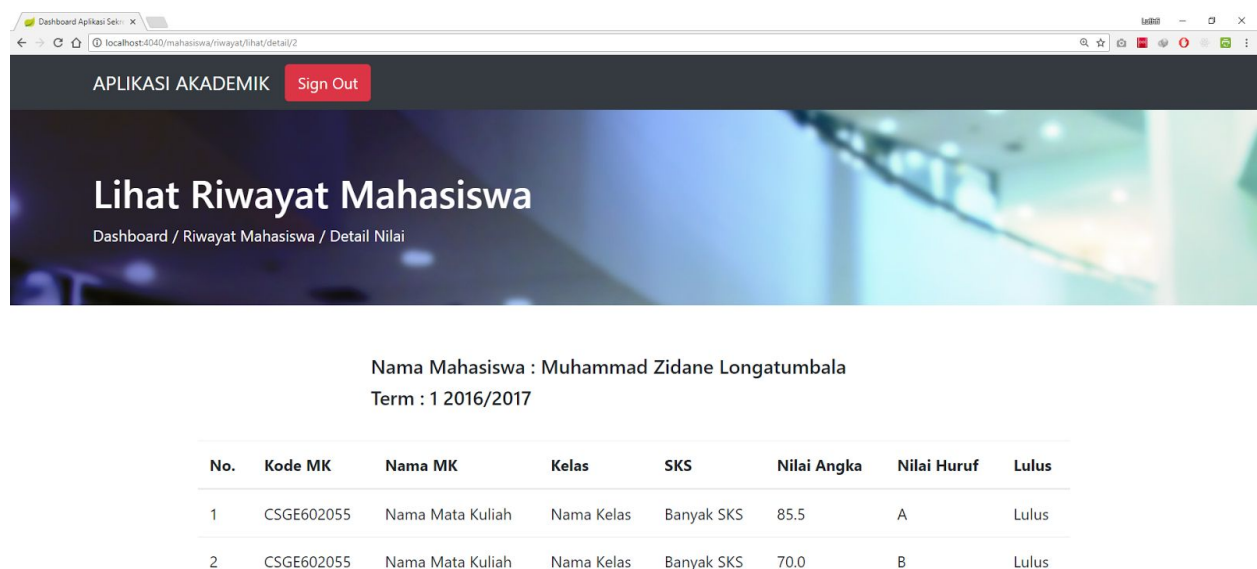 Dashboard Aplikasi Sekr
localhost:4040/mahasiswa/riwayat/lihat/detail/2
APLIKASI AKADEMIK Sign Out
Lihat Riwayat Mahasiswa
Dashboard / Riwayat Mahasiswa / Detail Nilai
Nama Mahasiswa : Muhammad Zidane Longatumbala
Term : 1 2016/2017
No. Kode MK Nama MK Kelas SKS Nilai Angka Nilai Huruf Lulus
1 CSGE602055 Nama Mata Kuliah Nama Kelas Banyak SKS 85.5 A Lulus
2 CSGE602055 Nama Mata Kuliah Nama Kelas Banyak SKS 70.0 B Lulus